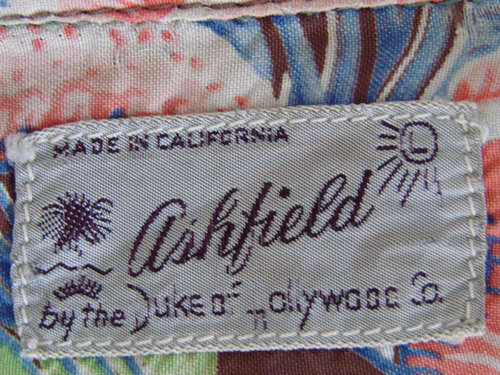 MADE IN CALIFORNIA
L
Ashfield
by the Duke of Hollywood Co.